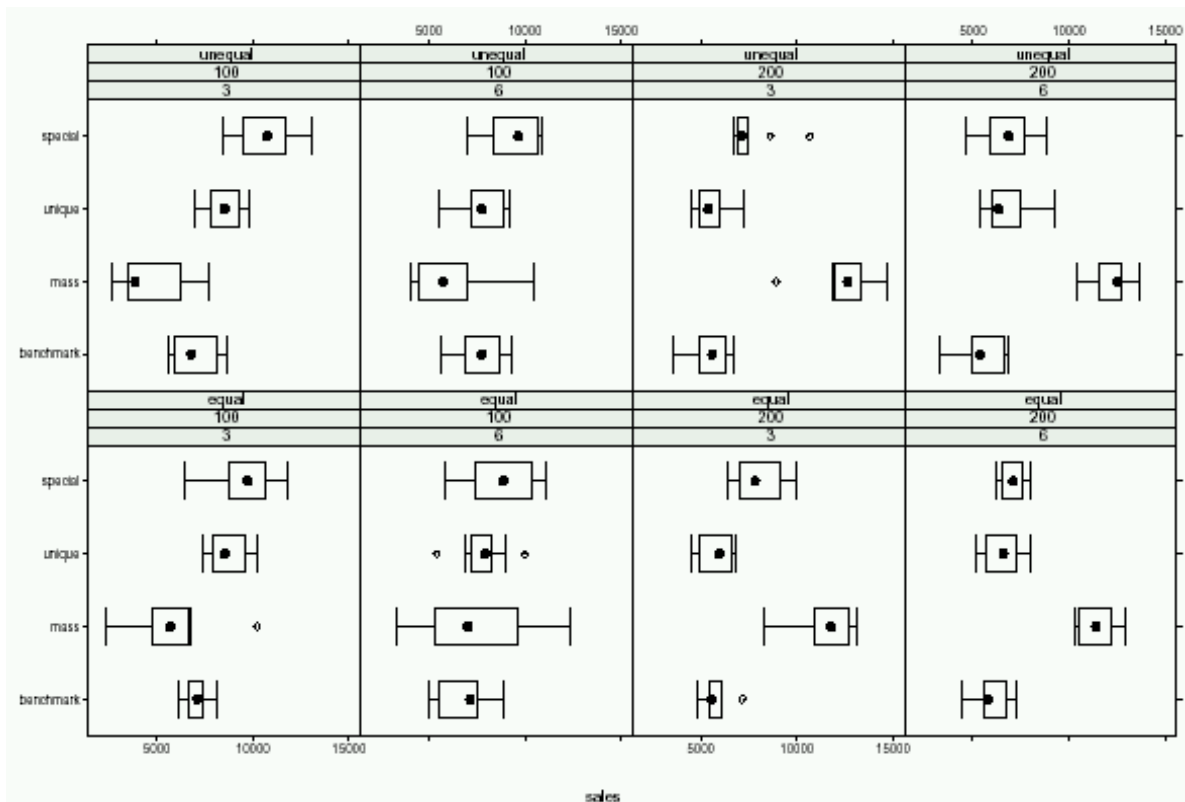 5000 10000 15000 5000 10000 15000
unequal unequal unequal unequal
100 100 200 200
3 6 3 6
special
unique
mass
benchmark
equal equal equal equal
100 100 200 200
3 6 3 6
special
unique
mass
benchmark
5000 10000 15000 5000 10000 15000
sales